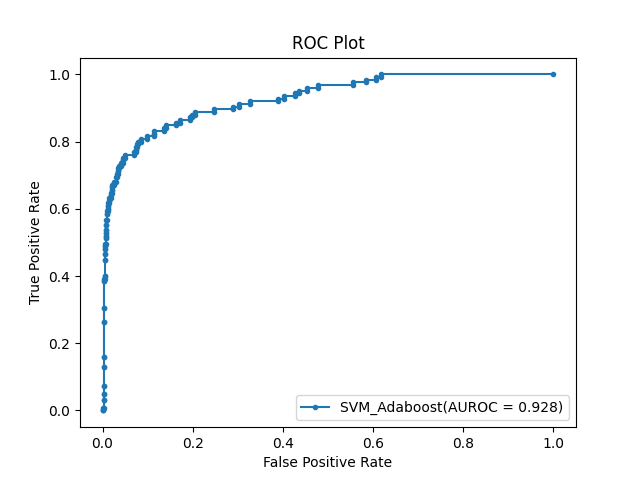 ROC Plot
True Positive Rate
1.0
0.8
0.6
0.4
0.2
0.0
SVM_Adaboost(AUROC = 0.928)
0.0 0.2 0.4 0.6 0.8 1.0
False Positive Rate